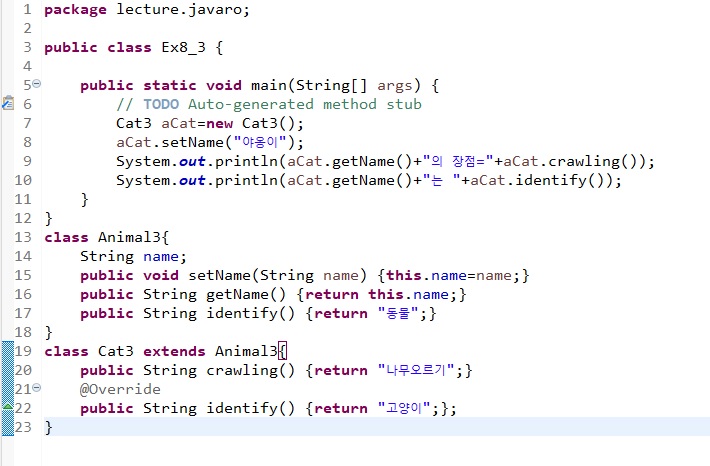 1 package lecture.javaro;
2
3 public class Ex8_3 {
4
5 public static void main(String[] args) {
6 // TODO Auto-generated method stub
7 Cat3 aCat=new Cat3();
8 aCat.setName("야옹이");
9 System.out.println(aCat.getName()+"의 장점="+aCat.crawling());
10 System.out.println(aCat.getName()+"는 "+aCat.identify());
11 }
12 }
13 class Animal3{
14 String name;
15 public void setName(String name) {this.name=name;}
16 public String getName() {return this.name;}
17 public String identify() {return "동물";}
18 }
19 class Cat3 extends Animal3{
20 public String crawling() {return "나무오르기";}
21 @Override
22 public String identify() {return "고양이";};
23 }